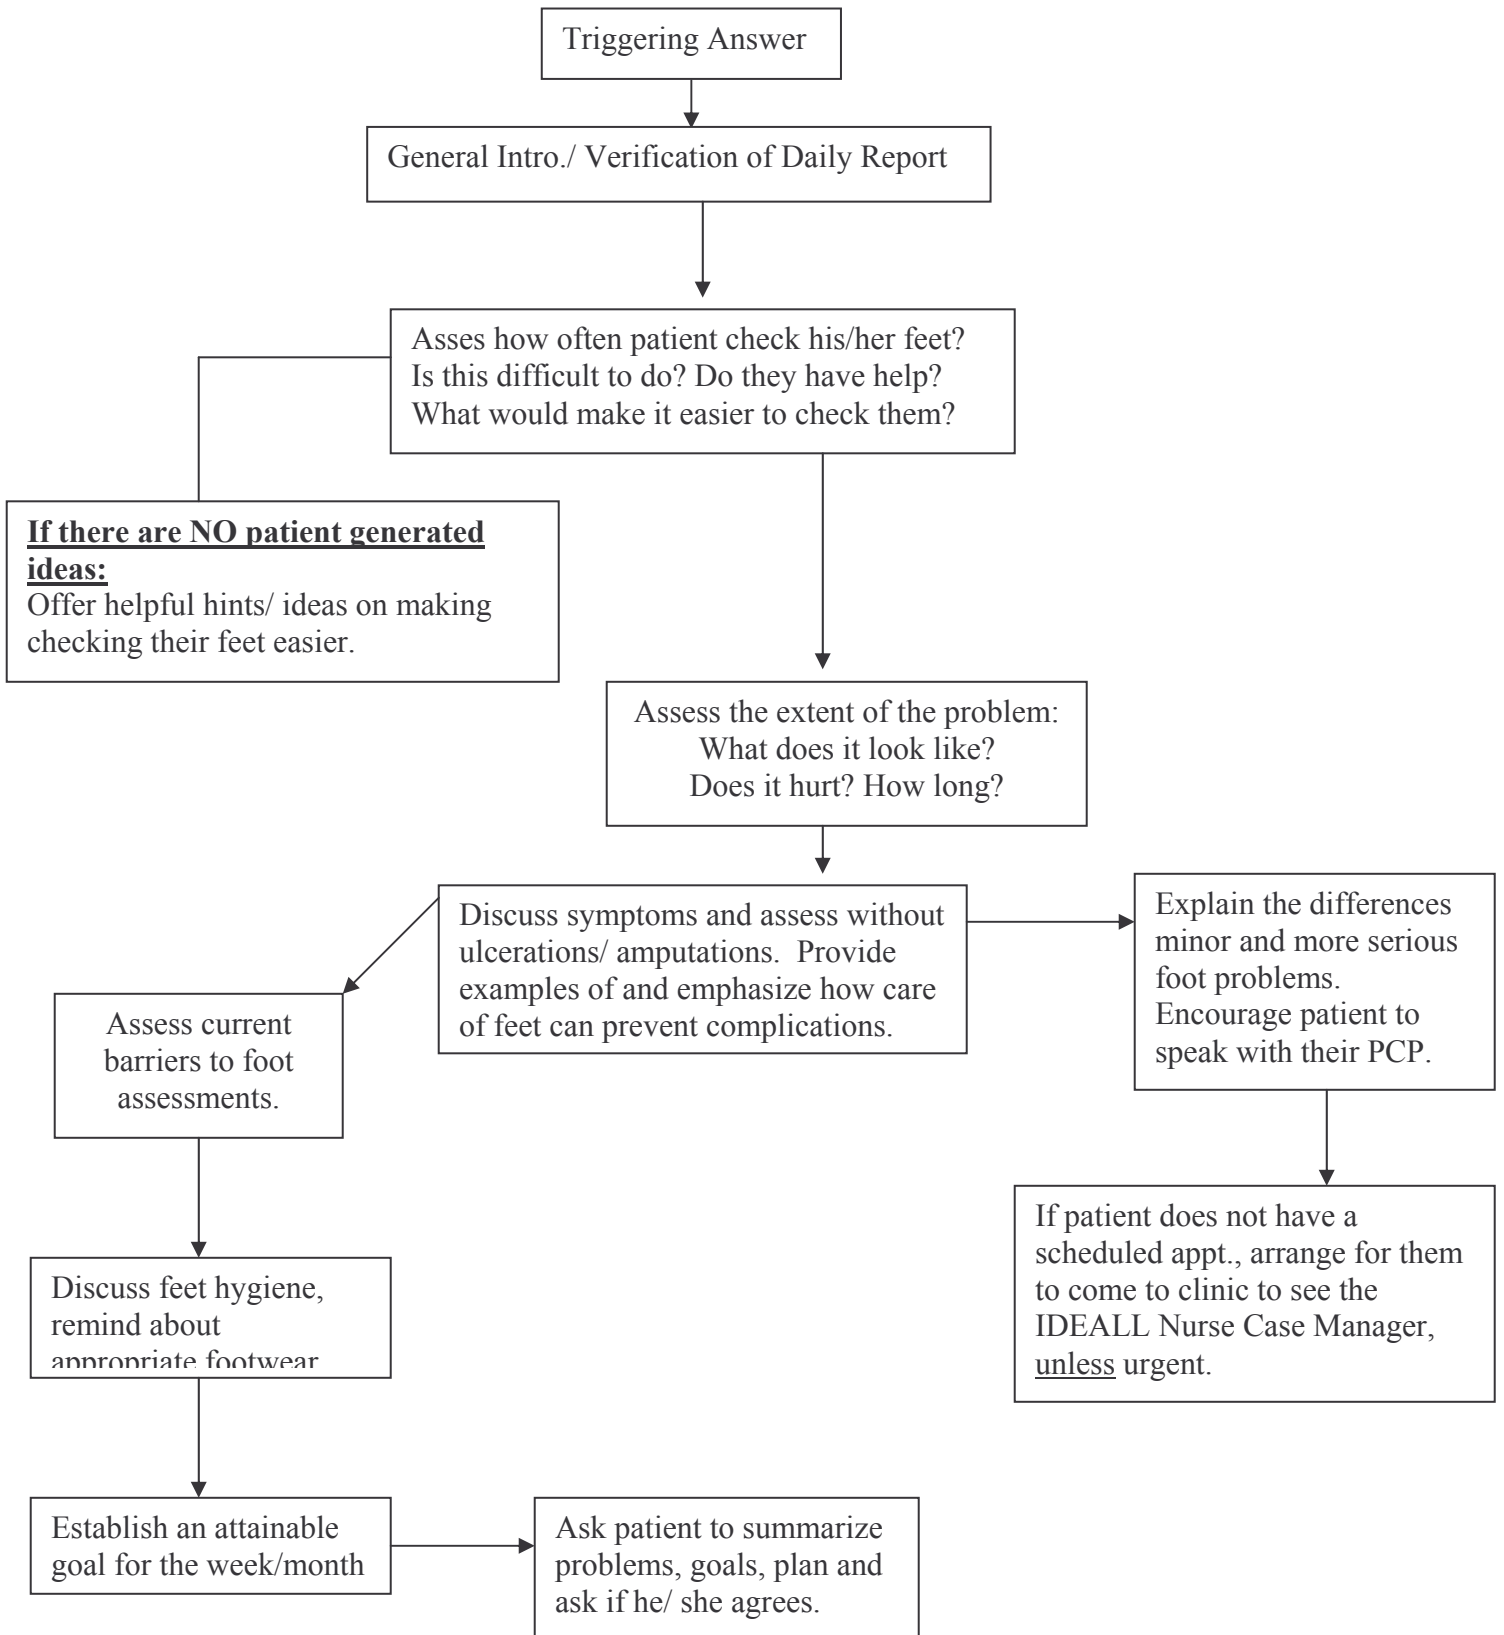 Triggering Answer
General Intro./ Verification of Daily Report
Asses how often patient check his/her feet?
Is this difficult to do? Do they have help?
What would make it easier to check them?
If there are NO patient generated
ideas:
Offer helpful hints/ ideas on making
checking their feet easier.
Assess the extent of the problem:
What does it look like?
Does it hurt? How long?
Discuss symptoms and assess without
ulcerations/ amputations.  Provide
examples of and emphasize how care
of feet can prevent complications.
Explain the differences
minor and more serious
foot problems.
Encourage patient to
speak with their PCP.
Assess current
barriers to foot
assessments.
If patient does not have a
scheduled appt., arrange for them
to come to clinic to see the
IDEALL Nurse Case Manager,
unless urgent.
Discuss feet hygiene,
remind about
appropriate footwear
Establish an attainable
goal for the week/month
Ask patient to summarize
problems, goals, plan and
ask if he/ she agrees.